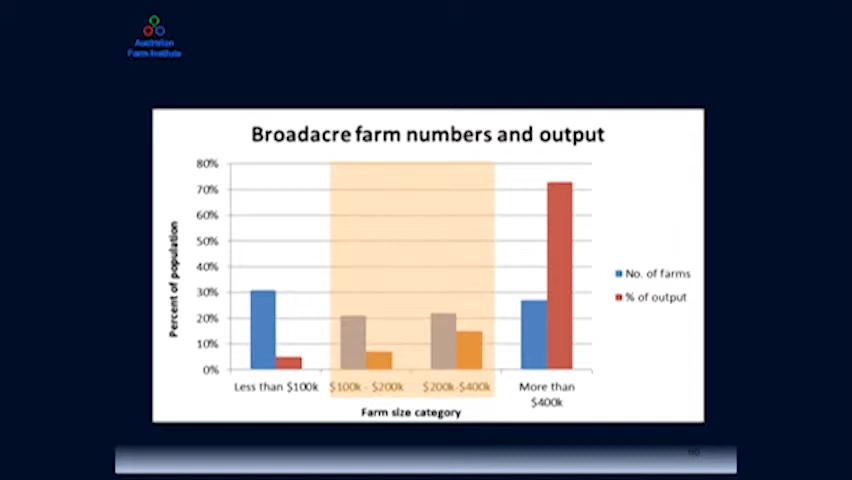 Australian
Farm Institute
Broadacre farm numbers and output
80%
70%
60%
50%
40%
30%
20%
10%
0%
Percent of population
Less than $100k
$100k - $200k
$200k-$400k
More than
$400k
Farm size category
No. of farms
% of output